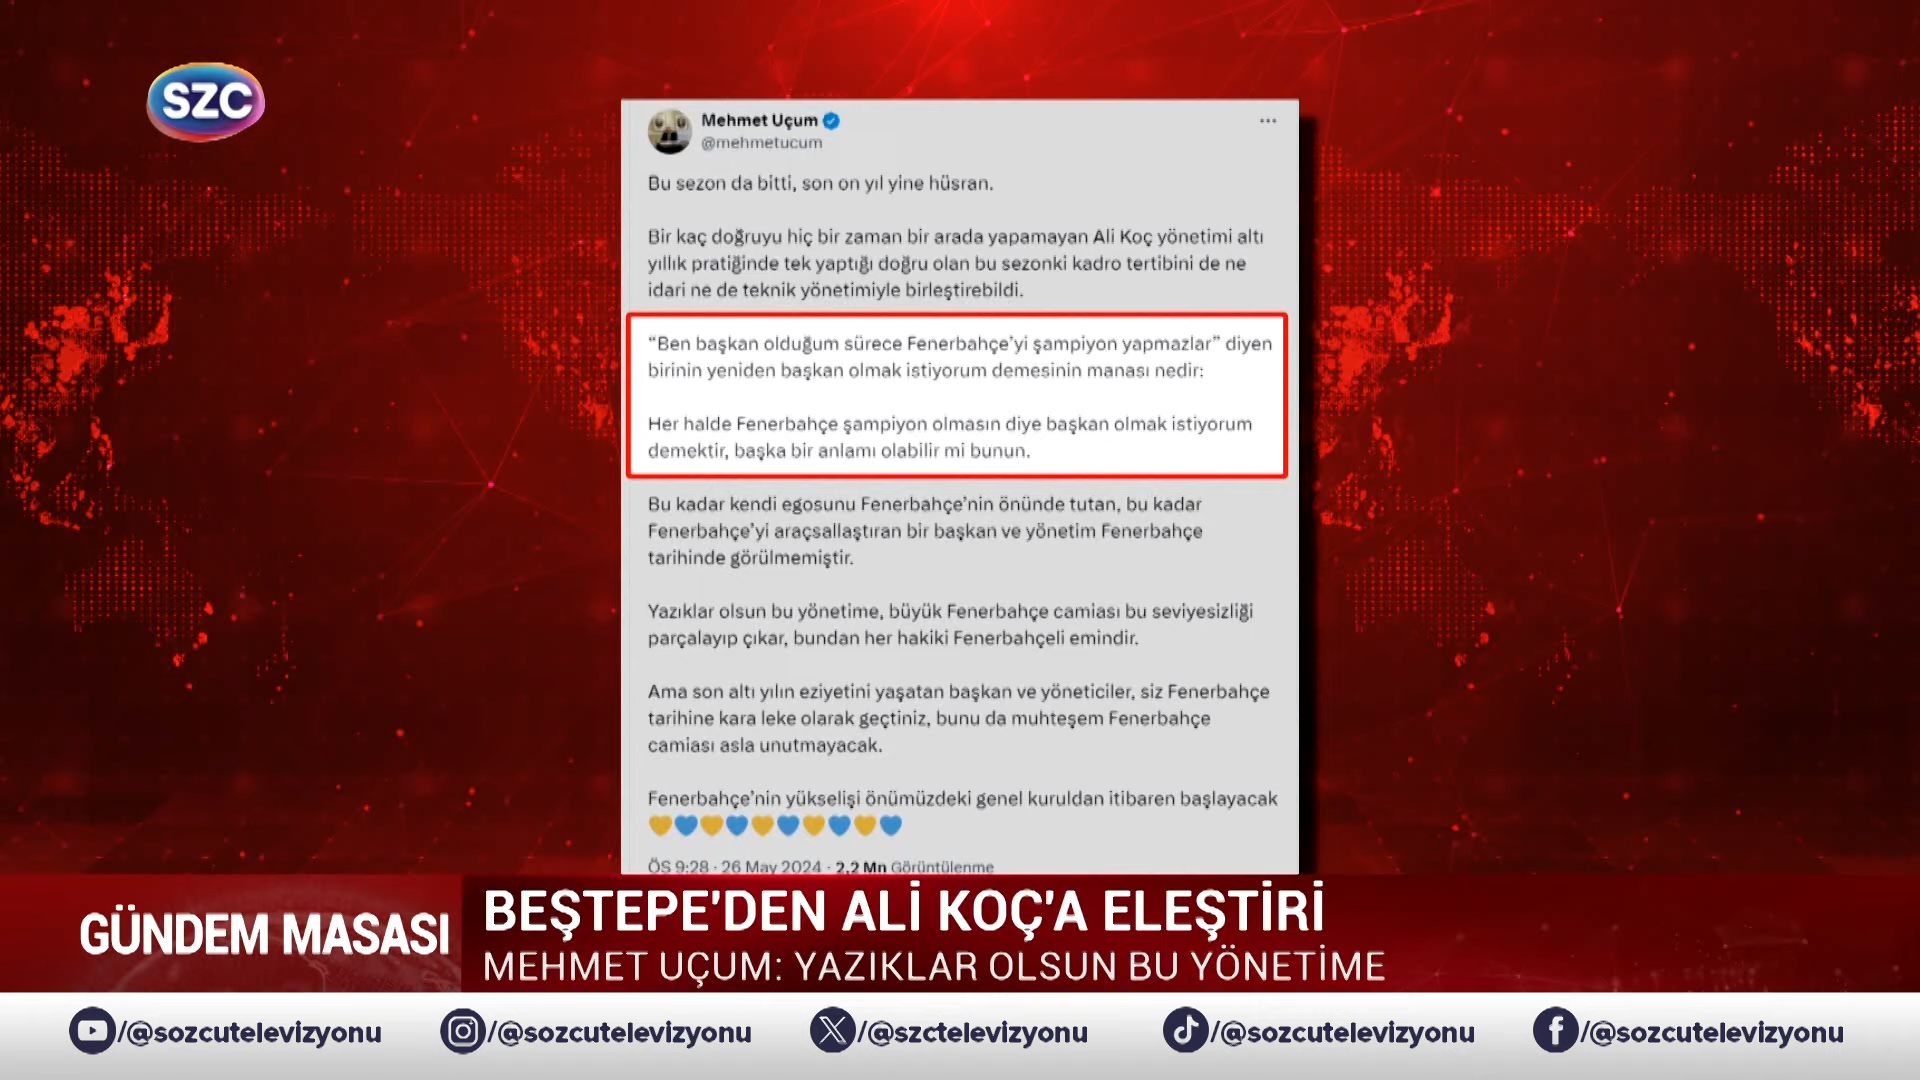 SZC
Mehmet Uçum
@mehmetucum
Bu sezon da bitti, son on yıl yine hüsran.
Bir kaç doğruyu hiç bir zaman bir arada yapamayan Ali Koç yönetimi altı
yıllık pratiğinde tek yaptığı doğru olan bu sezonki kadro tertibini de ne
idari ne de teknik yönetimiyle birleştirebildi.
“Ben başkan olduğum sürece Fenerbahçe’yi şampiyon yapmazlar” diyen
birinin yeniden başkan olmak istiyorum demesinin manası nedir:
Her halde Fenerbahçe şampiyon olmasın diye başkan olmak istiyorum
demektir, başka bir anlamı olabilir mi bunun.
Bu kadar kendi egosunu Fenerbahçe’nin önünde tutan, bu kadar
Fenerbahçe’yi araçsallaştıran bir başkan ve yönetim Fenerbahçe
tarihinde görülmemiştir.
Yazıklar olsun bu yönetime, büyük Fenerbahçe camiası bu seviyesizliği
parçalayıp çıkar, bundan her hakiki Fenerbahçeli emindir.
Ama son altı yılın eziyetini yaşatan başkan ve yöneticiler, siz Fenerbahçe
tarihine kara leke olarak geçtiniz, bunu da muhteşem Fenerbahçe
camiası asla unutmayacak.
Fenerbahçe’nin yükselişi önümüzdeki genel kuruldan itibaren başlayacak
💛💙💛💙💛💙💛💙💛💙
ÖS 9:28 · 26 May 2024 · 2,2 Mn Görüntülenme
GÜNDEM MASASI
BEŞTEPE'DEN ALİ KOÇ'A ELEŞTİRİ
MEHMET UÇUM: YAZIKLAR OLSUN BU YÖNETİME
/@sozcutelevizyonu /@sozcutelevizyonu /@szctelevizyonu /@sozcutelevizyonu /@sozcutelevizyonu